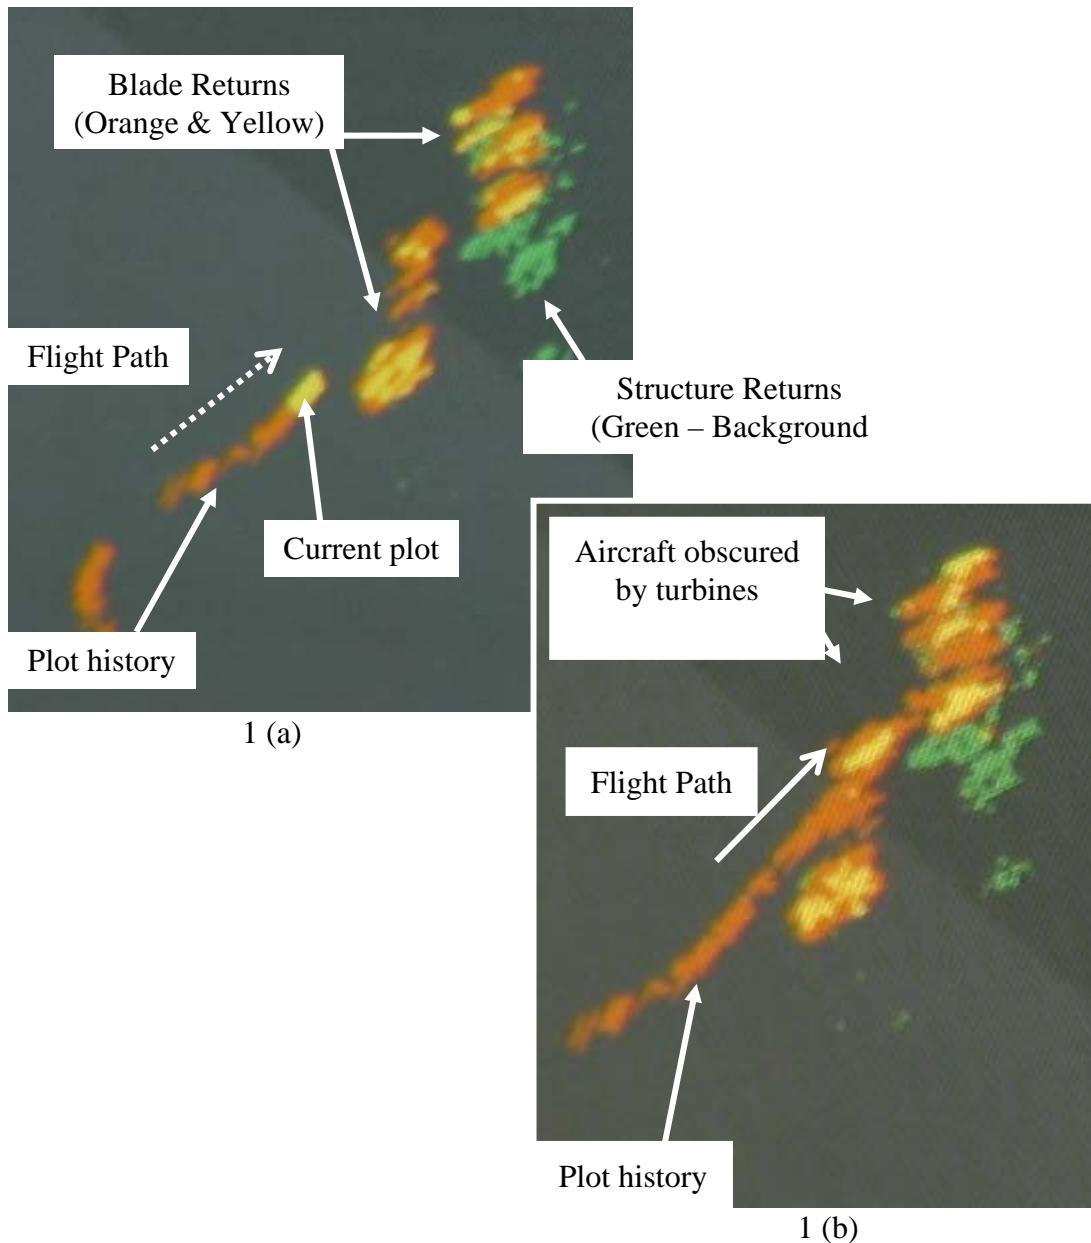 Blade Returns
(Orange & Yellow)
Flight Path
Structure Returns
(Green – Background
Current plot
Plot history
1 (a)
Aircraft obscured
by turbines
Flight Path
Plot history
1 (b)